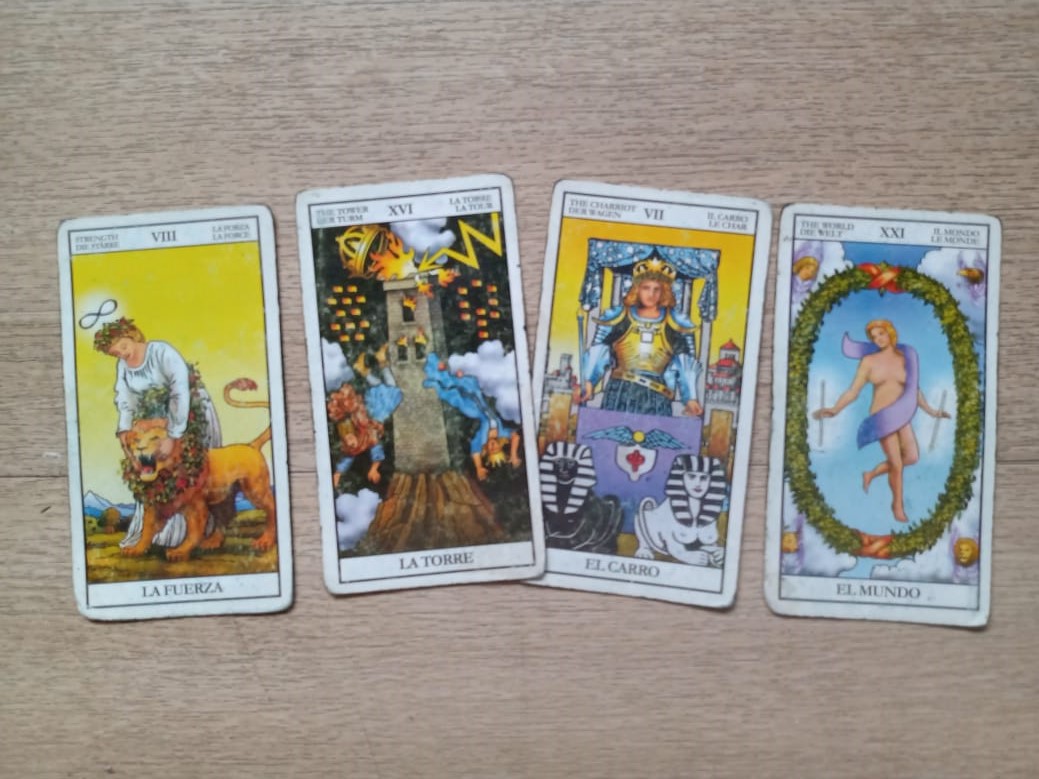 STRENGTH
DIE STÄRKE
VIII
LA FORZA
LA FORCE
LA FUERZA
THE TOWER
DER TURM
XVI
LA TORRE
LA TOUR
LA TORRE
THE CHARRIOT
DER WAGEN
VII
IL CARRO
LE CHAR
EL CARRO
THE WORLD
DIE WELT
XXI
IL MONDO
LE MONDE
EL MUNDO